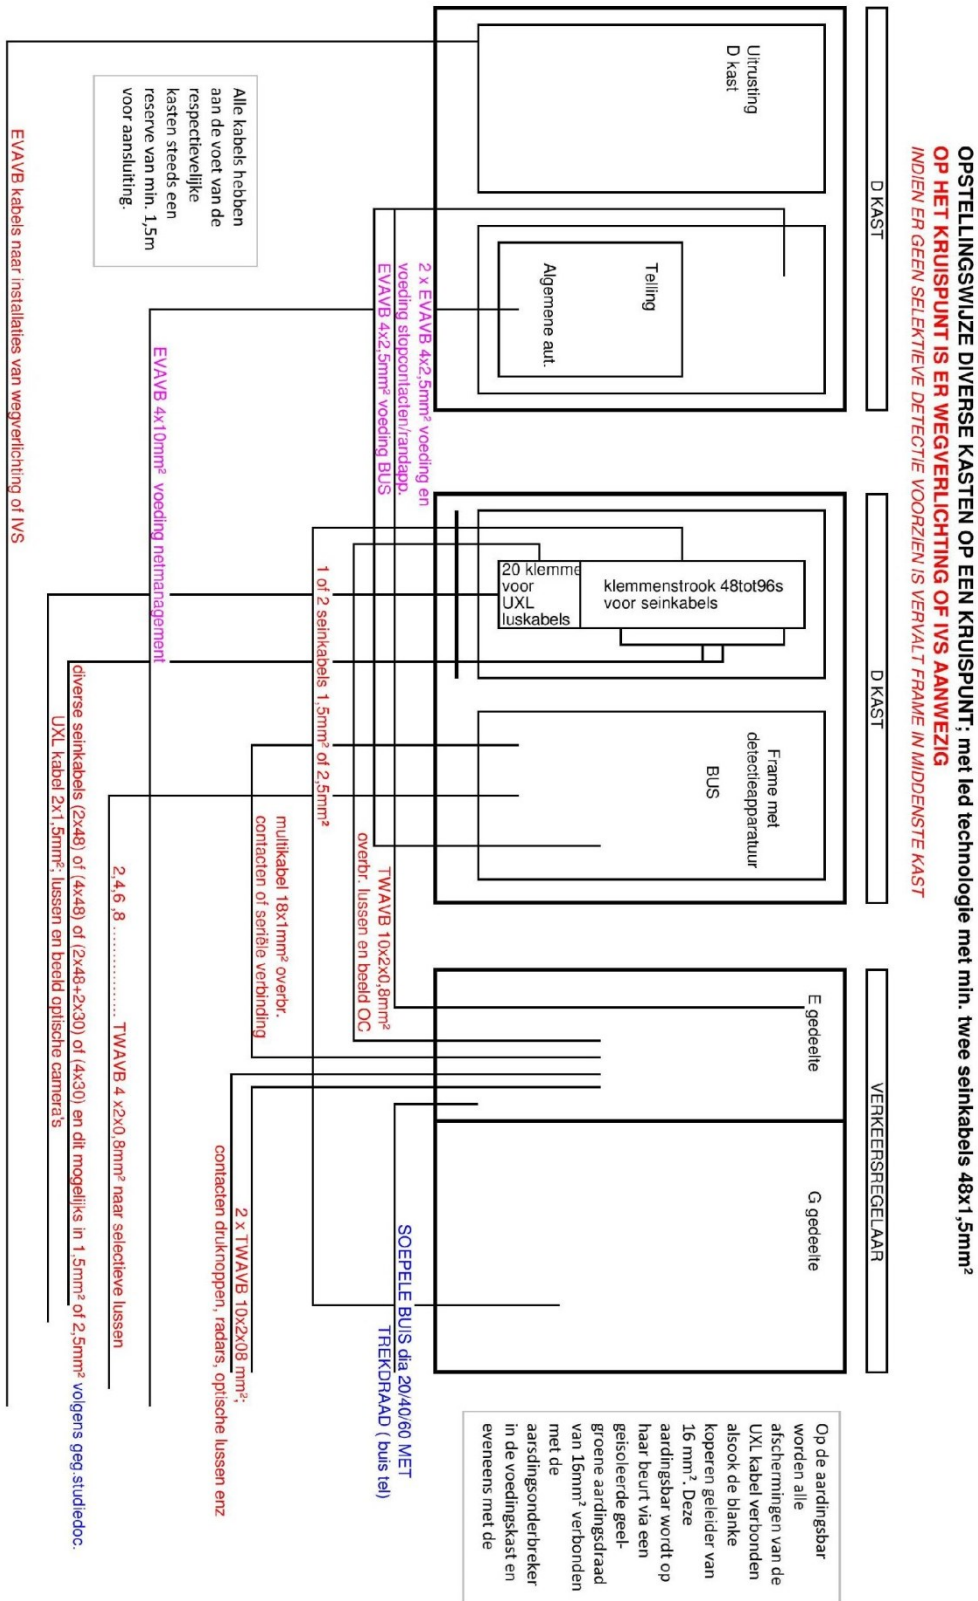 OPSTELLINGSWIJZE DIVERSE KASTEN OP EEN KRUISPUNT; met led technologie met min. twee seinkabels 48x1,5mm²
OP HET KRUISPUNT IS ER WEGVERLICHTING OF IVS AANWEZIG
INDIEN ER GEEN SELEKTIEVE DETECTIE VOORZIEN IS VERVALT FRAME IN MIDDENSTE KAST
D KAST
D KAST
VERKEERSREGELAAR
Uitrusting
D kast
Telling
Algemene aut.
klemmenstrook 48tot96s
voor seinkabels
20 klemme
voor
UXL
luskabels
Frame met
detectieapparatuur
BUS
E gedeelte
G gedeelte
2 x EVAVB 4x2,5mm² voeding en
voeding stopcontacten/randapp.
EVAVB 4x2,5mm² voeding BUS
TWAVB 10x2x0,8mm²
overbr. lussen en beeld OC
1 of 2 seinkabels 1,5mm² of 2,5mm²
multikabel 18x1mm² overbr.
contacten of seriële verbinding
SOEPELE BUIS dia 20/40/60 MET
TREKDRAAD ( buis tel)
2 x TWAVB 10x2x08 mm²;
contacten druknoppen, radars, optische lussen enz
EVAVB 4x10mm² voeding netmanagement
2,4,6 ,8 .............. TWAVB 4 x2x0,8mm² naar selectieve lussen
diverse seinkabels (2x48) of (4x48) of (2x48+2x30) of (4x30) en dit mogelijks in 1,5mm² of 2,5mm² volgens geg.studiedoc.
UXL kabel 2x1,5mm²; lussen en beeld optische camera's
EVAVB kabels naar installaties van wegverlichting of IVS
Alle kabels hebben
aan de voet van de
respectievelijke
kasten steeds een
reserve van min. 1,5m
voor aansluiting.
Op de aardingsbar
worden alle
afschermingen van de
UXL kabel verbonden
alsook de blanke
koperen geleider van
16 mm². Deze
aardingsbar wordt op
haar beurt via een
geisoleerde geel-
groene aardingsdraad
van 16mm² verbonden
met de
aarsdingsonderbreker
in de voedingskast en
eveneens met de